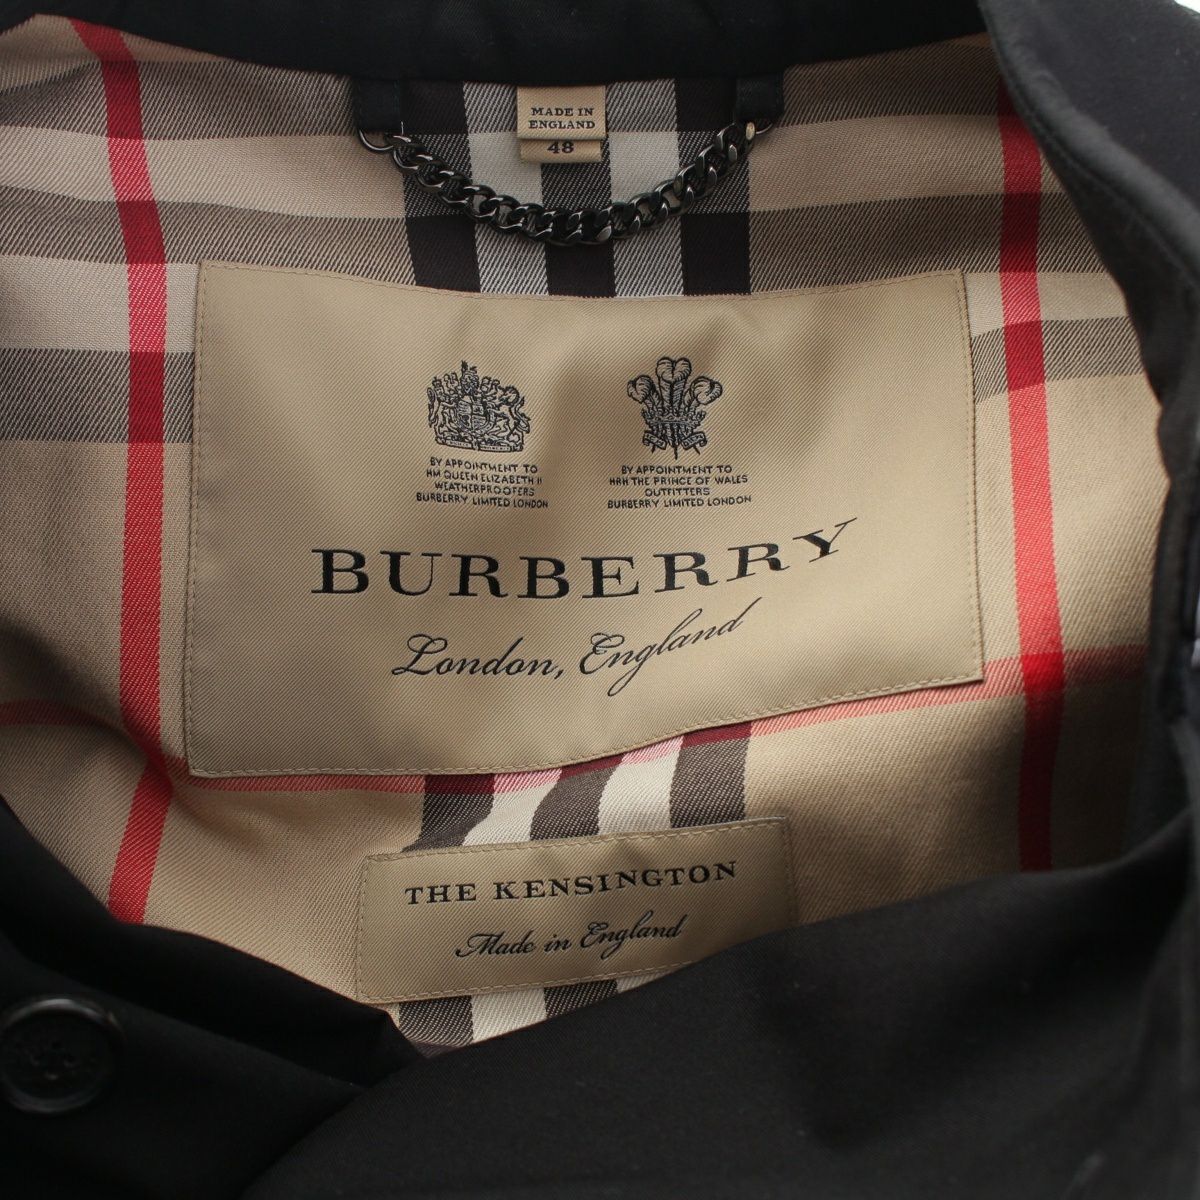 MADE IN
ENGLAND
48
BY APPOINTMENT TO
HM QUEEN ELIZABETH II
WEATHERPROOFERS
BURBERRY LIMITED LONDON
BY APPOINTMENT TO
HRH THE PRINCE OF WALES
OUTFITTERS
BURBERRY LIMITED LONDON
BURBERRY
London, England
THE KENSINGTON
Made in England